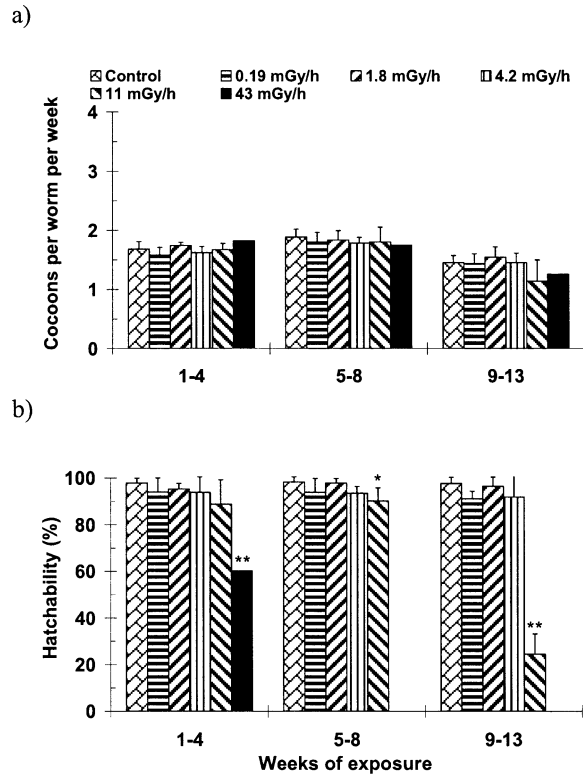 a)
Control 0.19 mGy/h 1.8 mGy/h 4.2 mGy/h
11 mGy/h 43 mGy/h
Cocoons per worm per week
4
3
2
1
0
1-4 5-8 9-13
b)
Hatchability (%)
100
80
60
40
20
0
**
*
**
1-4 5-8 9-13
Weeks of exposure